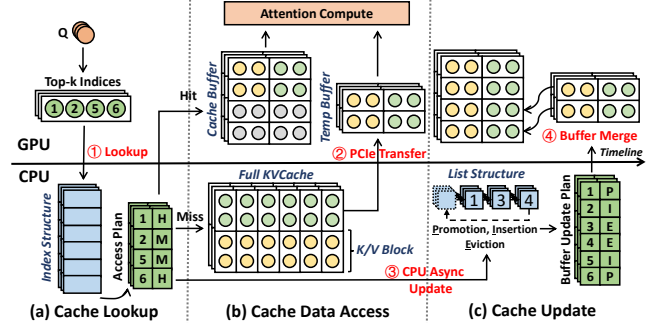 Q
Top-k Indices
1 2 5 6
Hit
GPU
① Lookup
CPU
Index Structure
Access Plan
1 H
2 M
5 M
6 H
Miss
(a) Cache Lookup
Attention Compute
Cache Buffer
Temp Buffer
② PCIe Transfer
Full KVCache
K/V Block
③ CPU Async
Update
(b) Cache Data Access
④ Buffer Merge
Timeline
List Structure
1 3 4
Promotion, Insertion
Eviction
Buffer Update Plan
1 P
2 I
3 E
4 E
5 I
6 P
(c) Cache Update